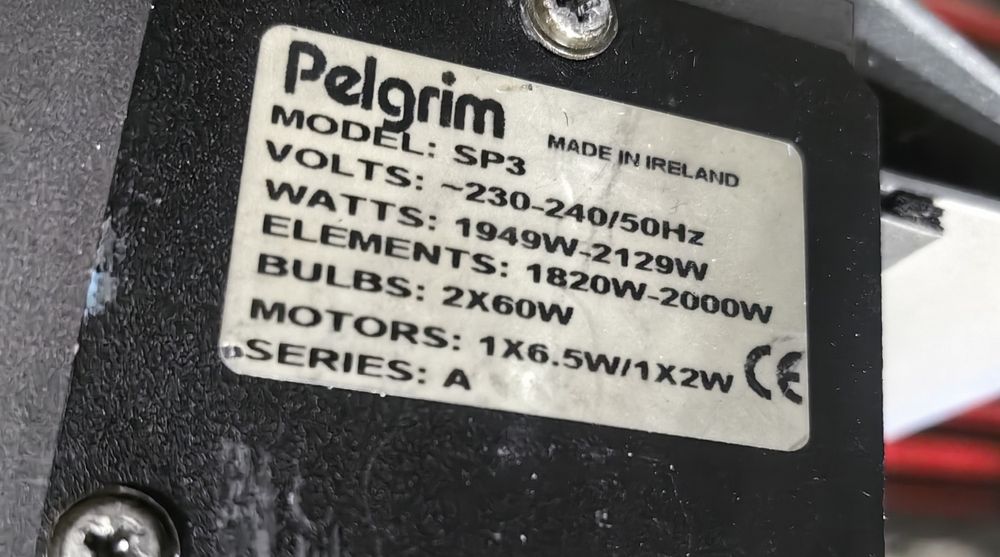 Pelgrim
MADE IN IRELAND
MODEL: SP3
VOLTS: ~230-240/50Hz
WATTS: 1949W-2129W
ELEMENTS: 1820W-2000W
BULBS: 2X60W
MOTORS: 1X6.5W/1X2W
SERIES: A
CE